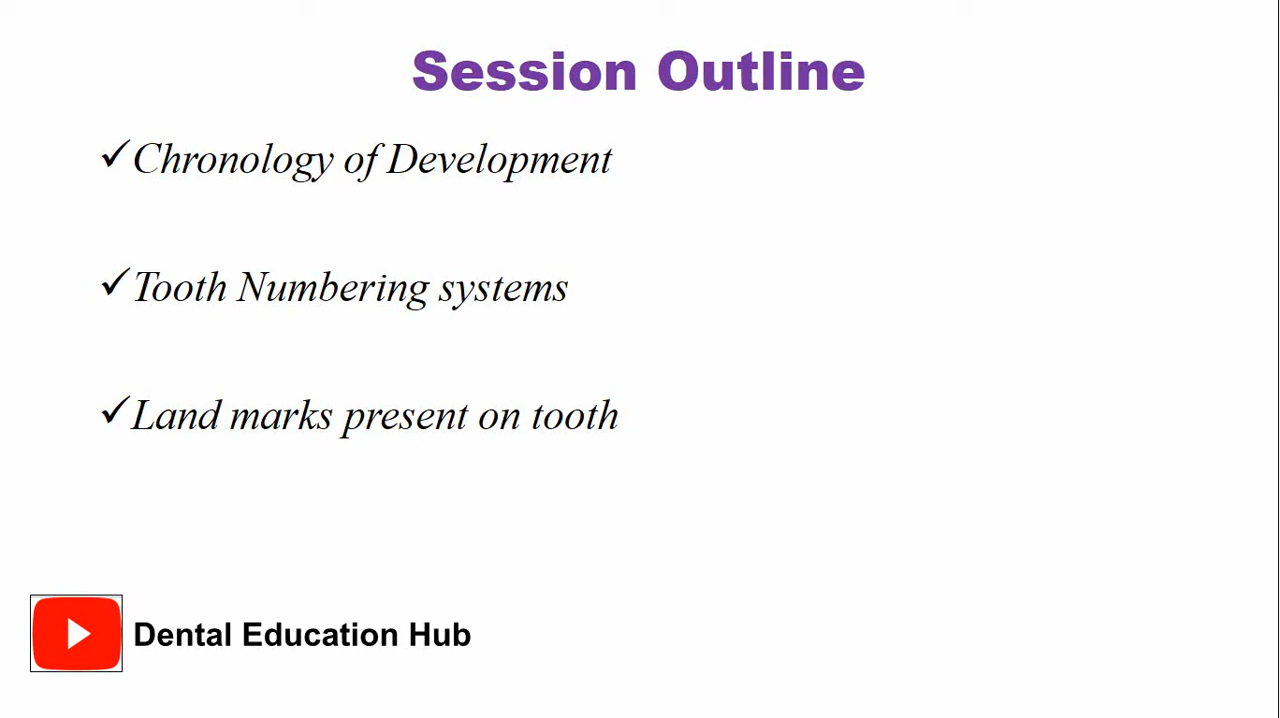 Session Outline
✓Chronology of Development
✓Tooth Numbering systems
✓Land marks present on tooth
Dental Education Hub